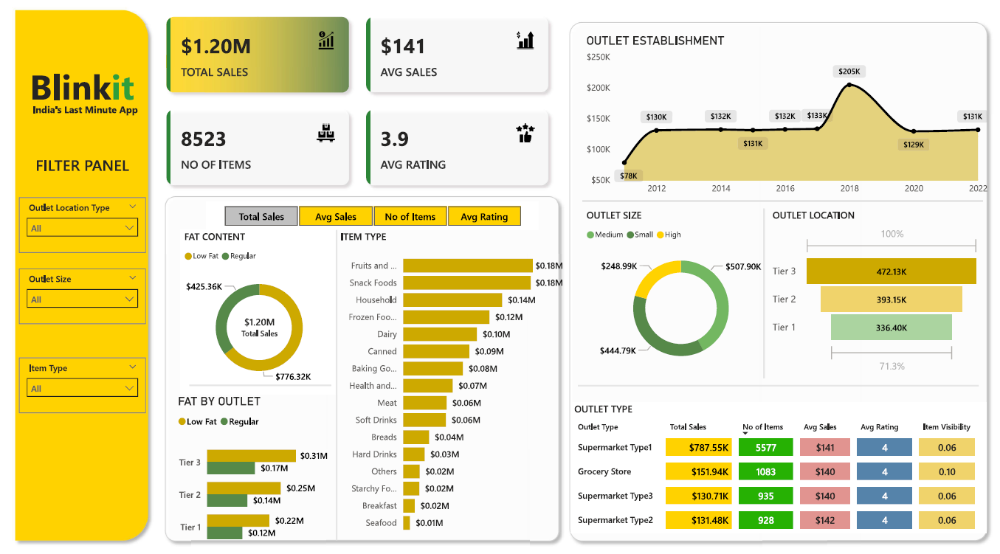 Blinkit
India's Last Minute App
FILTER PANEL
Outlet Location Type
All
Outlet Size
All
Item Type
All
$1.20M
TOTAL SALES
$141
AVG SALES
8523
NO OF ITEMS
3.9
AVG RATING
Total Sales
Avg Sales
No of Items
Avg Rating
FAT CONTENT
Low Fat Regular
$425.36K
$1.20M
Total Sales
$776.32K
FAT BY OUTLET
Low Fat Regular
Tier 3 $0.31M
$0.17M
Tier 2 $0.25M
$0.14M
Tier 1 $0.22M
$0.12M
ITEM TYPE
Fruits and ... $0.18M
Snack Foods $0.18M
Household $0.14M
Frozen Foo... $0.12M
Dairy $0.10M
Canned $0.09M
Baking Go... $0.08M
Health and... $0.07M
Meat $0.06M
Soft Drinks $0.06M
Breads $0.04M
Hard Drinks $0.03M
Others $0.02M
Starchy Fo... $0.02M
Breakfast $0.02M
Seafood $0.01M
OUTLET ESTABLISHMENT
$250K
$200K
$150K
$100K
$50K
$78K
$130K
$132K
$131K
$132K
$133K
$205K
$129K
$131K
2012 2014 2016 2018 2020 2022
OUTLET SIZE
Medium Small High
$248.99K
$507.90K
$444.79K
OUTLET LOCATION
100%
Tier 3 472.13K
Tier 2 393.15K
Tier 1 336.40K
71.3%
OUTLET TYPE
Outlet Type Total Sales No of Items Avg Sales Avg Rating Item Visibility
Supermarket Type1 $787.55K 5577 $141 4 0.06
Grocery Store $151.94K 1083 $140 4 0.10
Supermarket Type3 $130.71K 935 $140 4 0.06
Supermarket Type2 $131.48K 928 $142 4 0.06